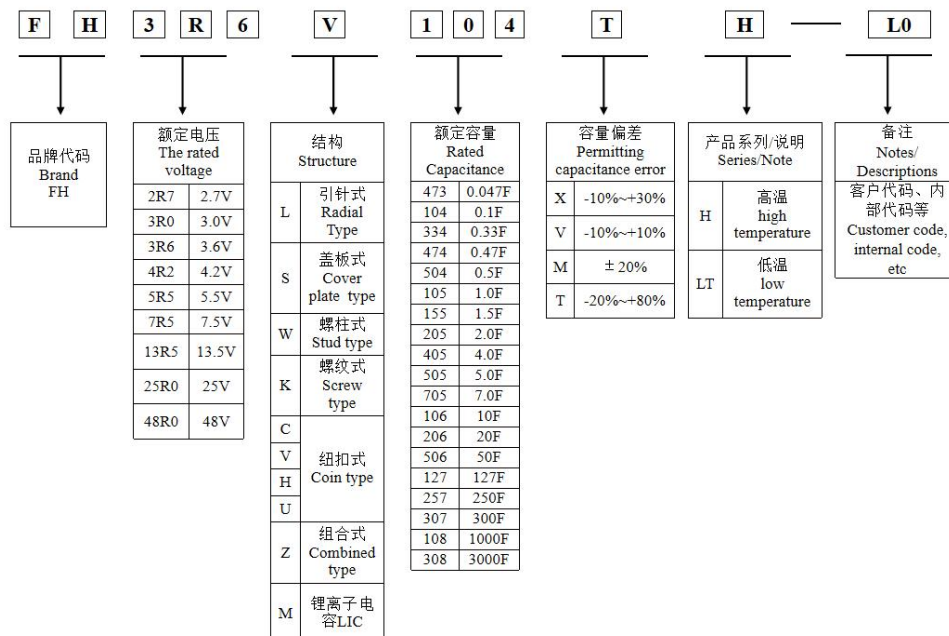 F H 3 R 6 V 1 0 4 T H — L0
品牌代码
Brand
FH
额定电压
The rated
voltage
2R7 2.7V
3R0 3.0V
3R6 3.6V
4R2 4.2V
5R5 5.5V
7R5 7.5V
13R5 13.5V
25R0 25V
48R0 48V
结构
Structure
L
引针式
Radial
Type
S
盖板式
Cover
plate type
W
螺柱式
Stud type
K
螺纹式
Screw
type
C
V
H
U
纽扣式
Coin type
Z
组合式
Combined
type
M
锂离子电
容LIC
额定容量
Rated
Capacitance
473 0.047F
104 0.1F
334 0.33F
474 0.47F
504 0.5F
105 1.0F
155 1.5F
205 2.0F
405 4.0F
505 5.0F
705 7.0F
106 10F
206 20F
506 50F
127 127F
257 250F
307 300F
108 1000F
308 3000F
容量偏差
Permitting
capacitance error
X -10%~+30%
V -10%~+10%
M ±20%
T -20%~+80%
产品系列/说明
Series/Note
H
高温
high
temperature
LT
低温
low
temperature
备注
Notes/
Descriptions
客户代码、内
部代码等
Customer code,
internal code,
etc